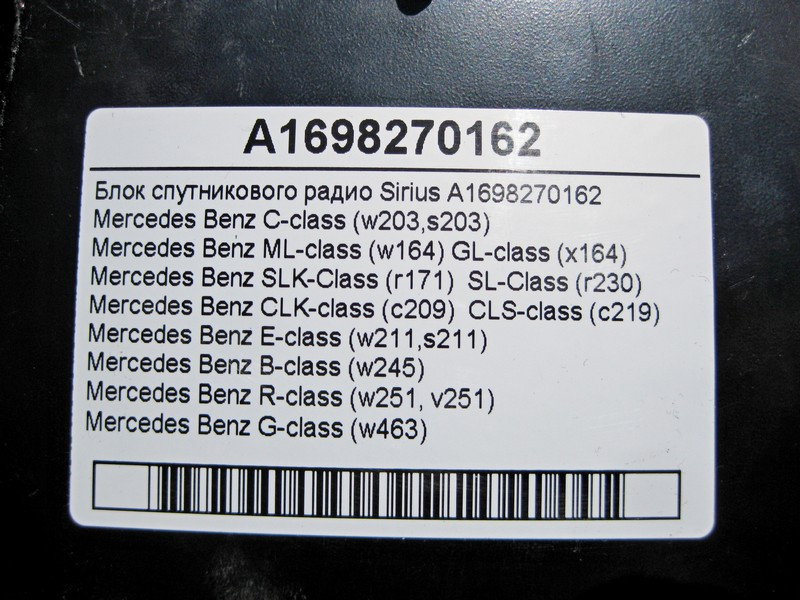 A1698270162
Блок спутникового радио Sirius A1698270162
Mercedes Benz C-class (w203,s203)
Mercedes Benz ML-class (w164) GL-class (x164)
Mercedes Benz SLK-Class (r171) SL-Class (r230)
Mercedes Benz CLK-class (c209) CLS-class (c219)
Mercedes Benz E-class (w211,s211)
Mercedes Benz B-class (w245)
Mercedes Benz R-class (w251, v251)
Mercedes Benz G-class (w463)